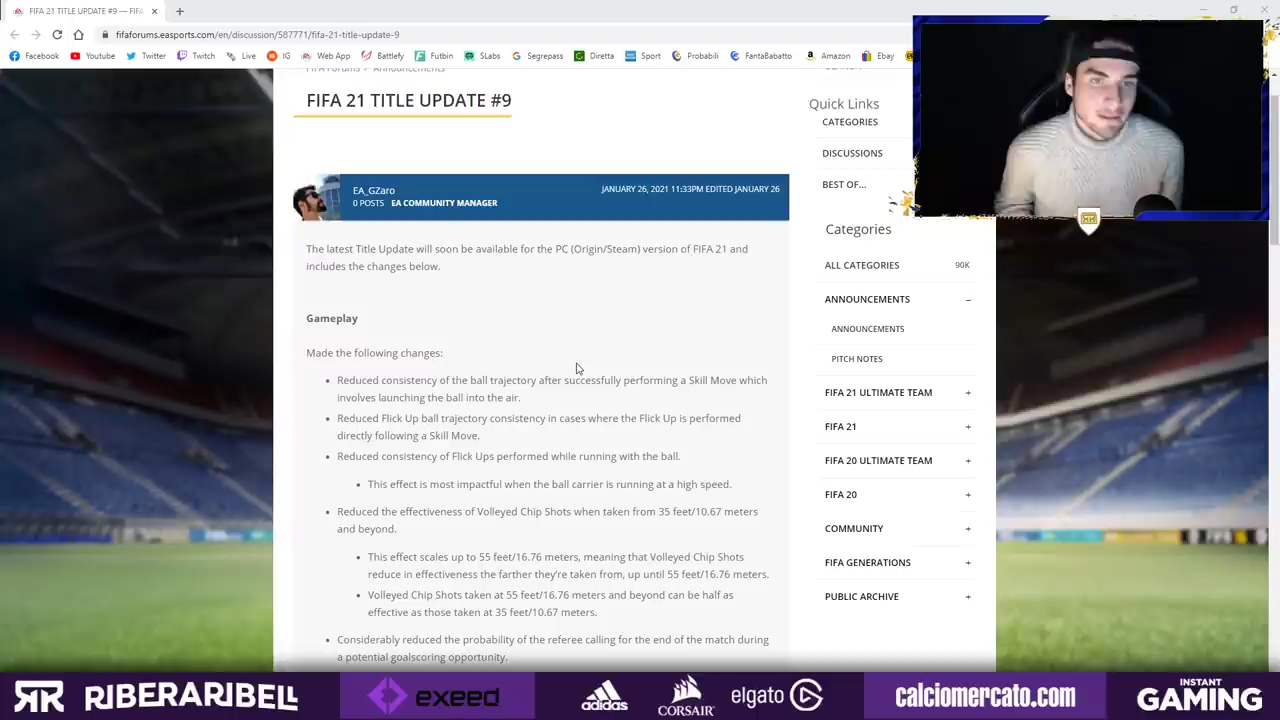 FIFA 21 TITLE UPDATE #9 — FIFA
fifaforums.easports.com/en/discussion/587771/fifa-21-title-update-9
Facebook Youtube Twitter Twitch Live IG Web App Battlefy Futbin SLabs Segrepass Diretta Sport Probabili FantaBabatto Amazon Ebay
FIFA Forums › Announcements
FIFA 21 TITLE UPDATE #9
EA_GZaro
JANUARY 26, 2021 11:33PM EDITED JANUARY 26
0 POSTS EA COMMUNITY MANAGER
The latest Title Update will soon be available for the PC (Origin/Steam) version of FIFA 21 and
includes the changes below.
Gameplay
Made the following changes:
Reduced consistency of the ball trajectory after successfully performing a Skill Move which
involves launching the ball into the air.
Reduced Flick Up ball trajectory consistency in cases where the Flick Up is performed
directly following a Skill Move.
Reduced consistency of Flick Ups performed while running with the ball.
This effect is most impactful when the ball carrier is running at a high speed.
Reduced the effectiveness of Volleyed Chip Shots when taken from 35 feet/10.67 meters
and beyond.
This effect scales up to 55 feet/16.76 meters, meaning that Volleyed Chip Shots
reduce in effectiveness the farther they're taken from, up until 55 feet/16.76 meters.
Volleyed Chip Shots taken at 55 feet/16.76 meters and beyond can be half as
effective as those taken at 35 feet/10.67 meters.
Considerably reduced the probability of the referee calling for the end of the match during
a potential goalscoring opportunity.
Quick Links
CATEGORIES
DISCUSSIONS
BEST OF...
Categories
ALL CATEGORIES 90K
ANNOUNCEMENTS –
ANNOUNCEMENTS
PITCH NOTES
FIFA 21 ULTIMATE TEAM +
FIFA 21 +
FIFA 20 ULTIMATE TEAM +
FIFA 20 +
COMMUNITY +
FIFA GENERATIONS +
PUBLIC ARCHIVE +
RR RIBERARIBELL exeed adidas CORSAIR elgato calciomercato.com INSTANT GAMING